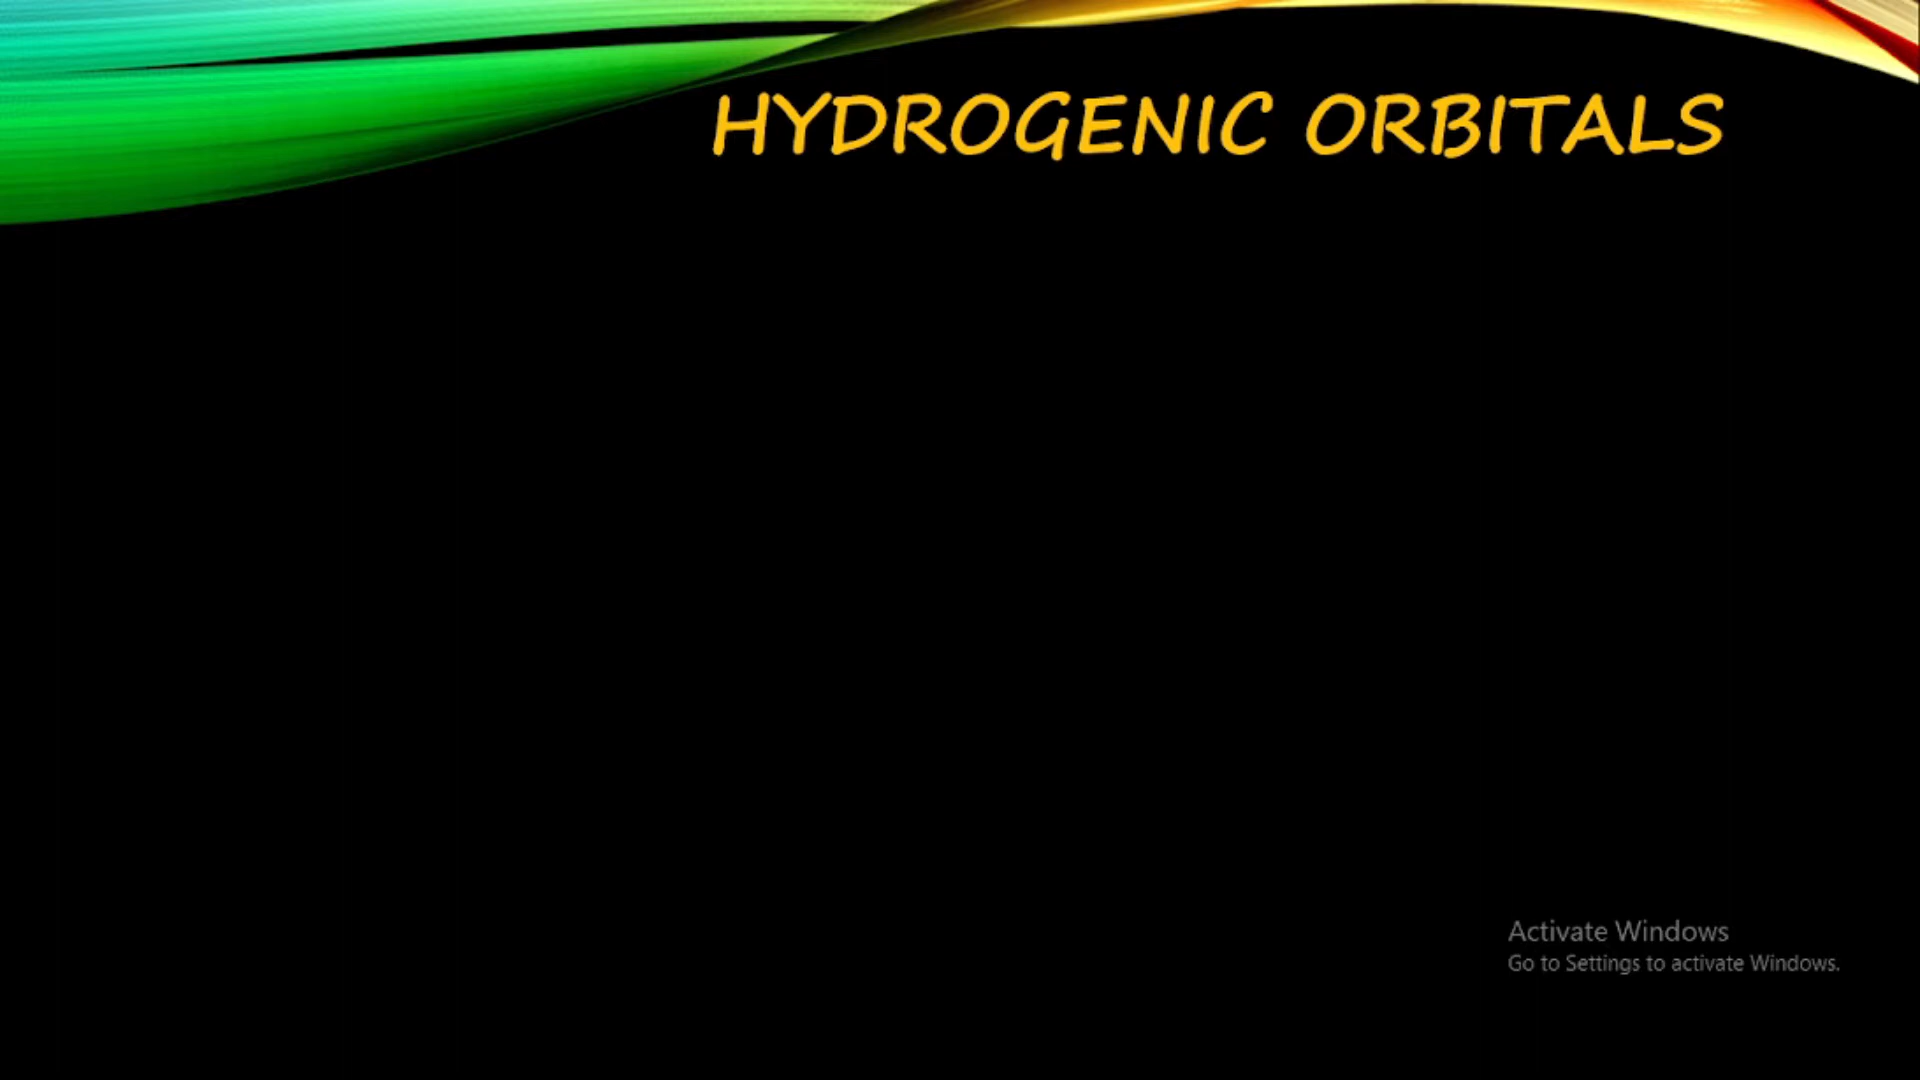 HYDROGENIC ORBITALS
Activate Windows
Go to Settings to activate Windows.